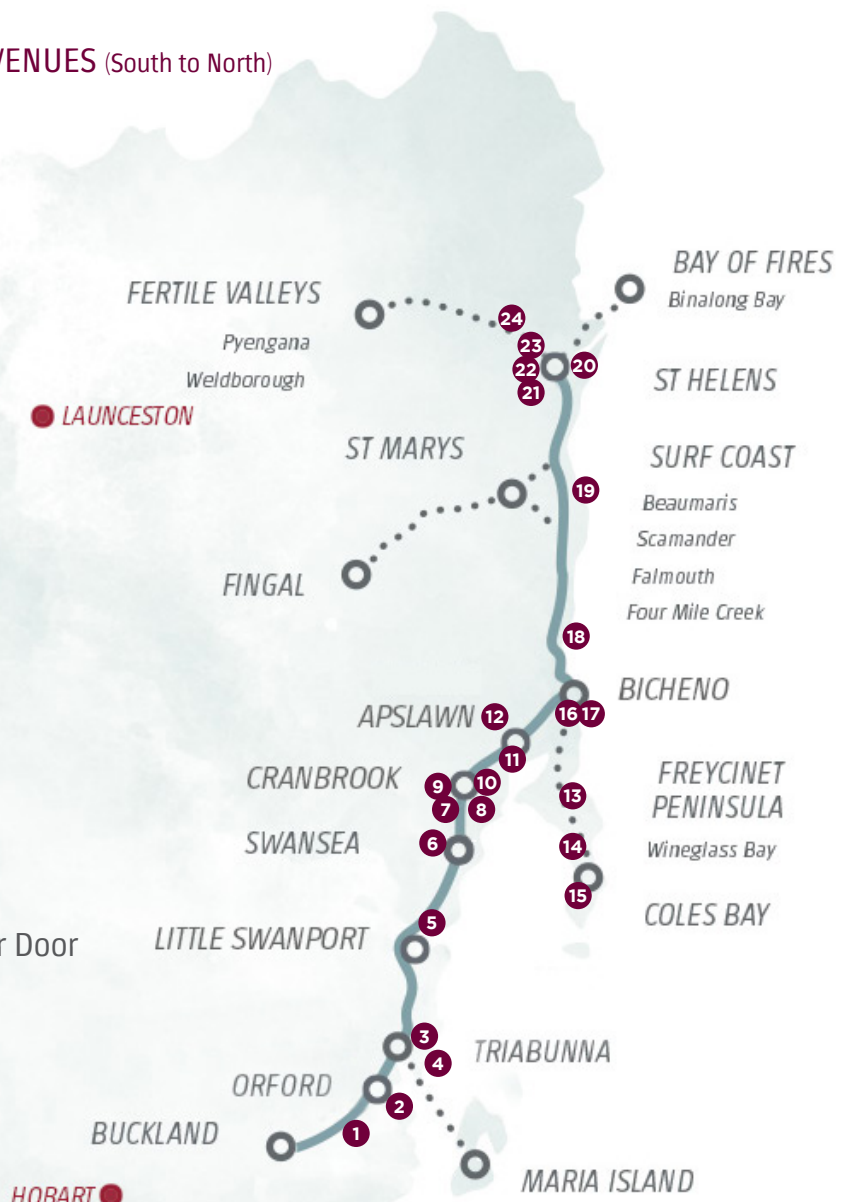 VENUES (South to North)
BAY OF FIRES
Binalong Bay
FERTILE VALLEYS
Pyengana
Weldborough
24
23
22
20
21
ST HELENS
LAUNCESTON
ST MARYS
SURF COAST
19
Beaumaris
Scamander
Falmouth
Four Mile Creek
FINGAL
18
BICHENO
APSLAWN
12
16
17
11
CRANBROOK
9
10
7
8
FREYCINET
PENINSULA
13
SWANSEA
6
14
Wineglass Bay
15
COLES BAY
5
LITTLE SWANPORT
r Door
3
4
TRIABUNNA
ORFORD
2
BUCKLAND
1
MARIA ISLAND
HOBART